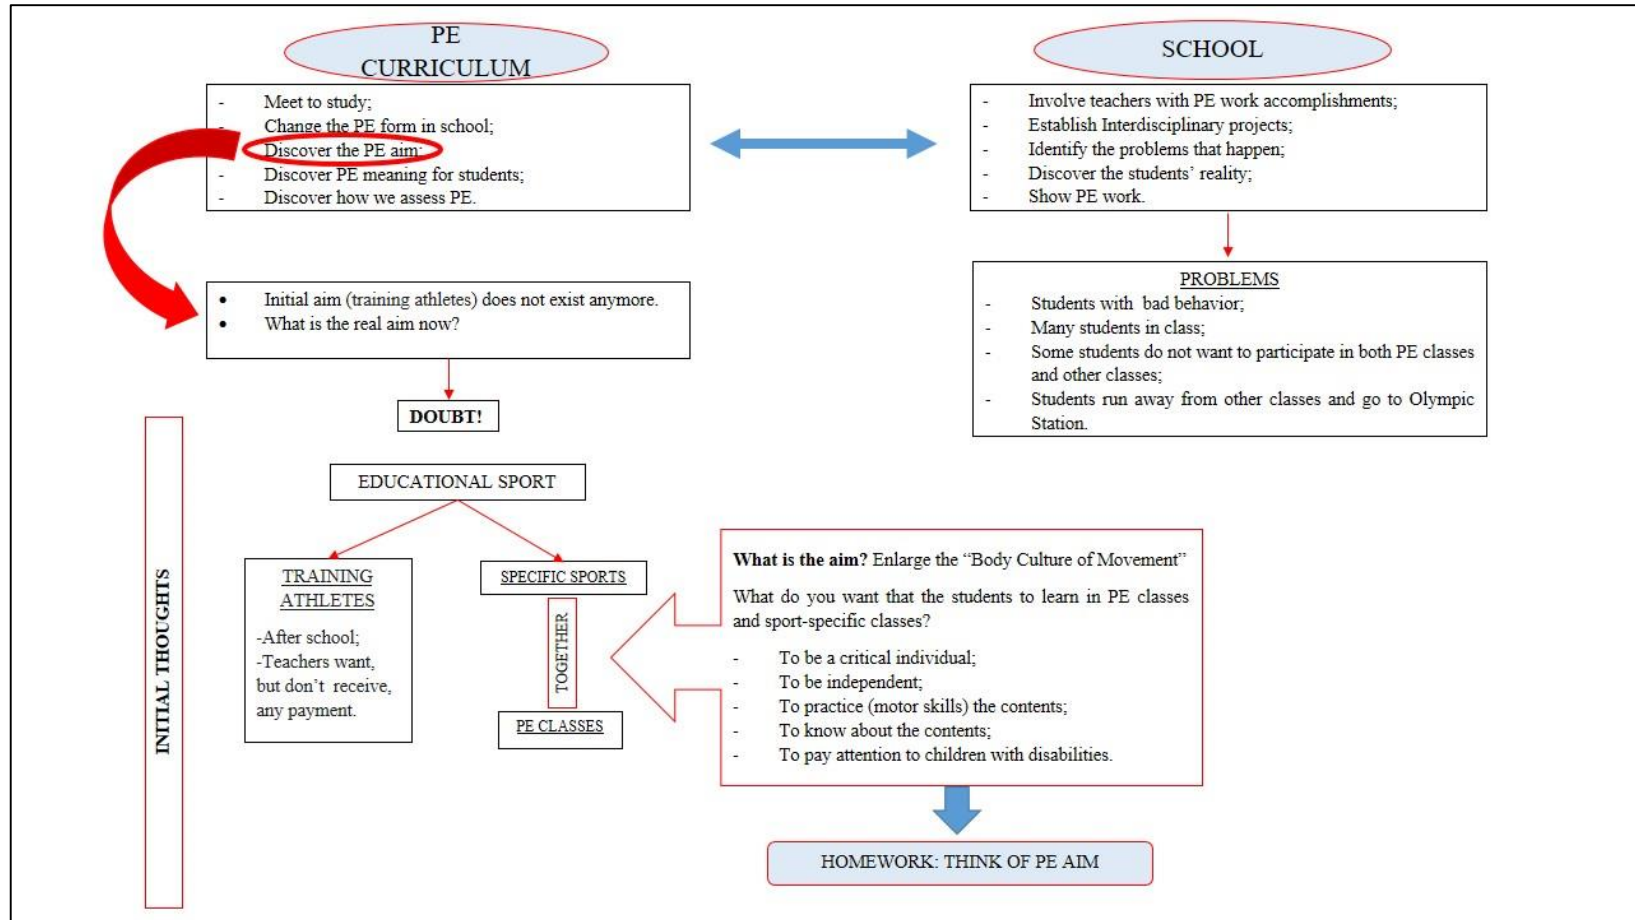 PE
CURRICULUM
- Meet to study;
- Change the PE form in school;
- Discover the PE aim;
- Discover PE meaning for students;
- Discover how we assess PE.
SCHOOL
- Involve teachers with PE work accomplishments;
- Establish Interdisciplinary projects;
- Identify the problems that happen;
- Discover the students' reality;
- Show PE work.
• Initial aim (training athletes) does not exist anymore.
• What is the real aim now?
PROBLEMS
- Students with bad behavior;
- Many students in class;
- Some students do not want to participate in both PE classes
and other classes;
- Students run away from other classes and go to Olympic
Station.
DOUBT!
INITIAL THOUGHTS
EDUCATIONAL SPORT
TRAINING
ATHLETES
-After school;
-Teachers want,
but don't receive,
any payment.
SPECIFIC SPORTS
TOGETHER
PE CLASSES
What is the aim? Enlarge the “Body Culture of Movement”
What do you want that the students to learn in PE classes
and sport-specific classes?
- To be a critical individual;
- To be independent;
- To practice (motor skills) the contents;
- To know about the contents;
- To pay attention to children with disabilities.
HOMEWORK: THINK OF PE AIM